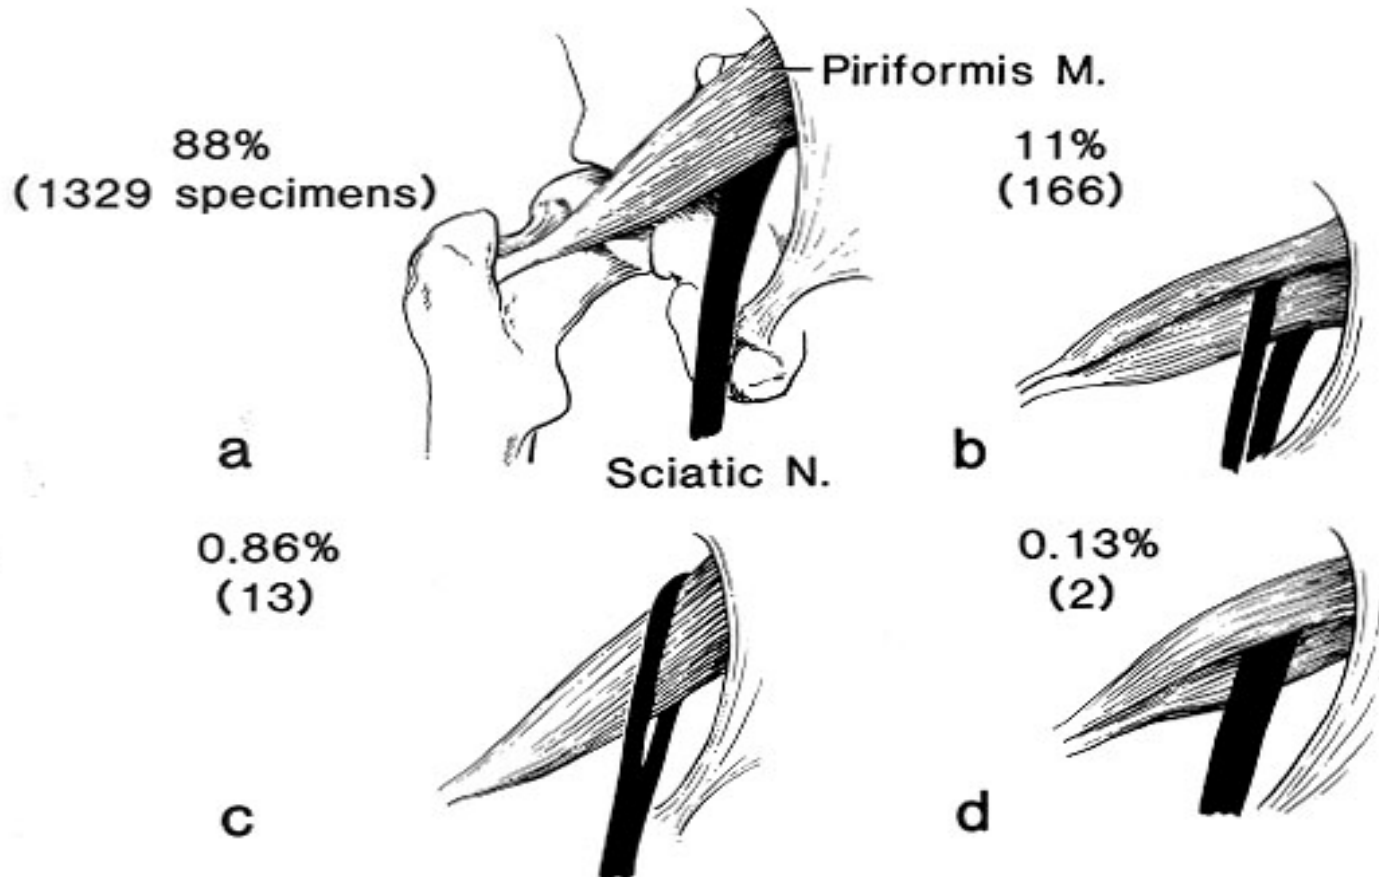 Piriformis M.
88%
(1329 specimens)
11%
(166)
a
Sciatic N.
b
0.86%
(13)
0.13%
(2)
c
d